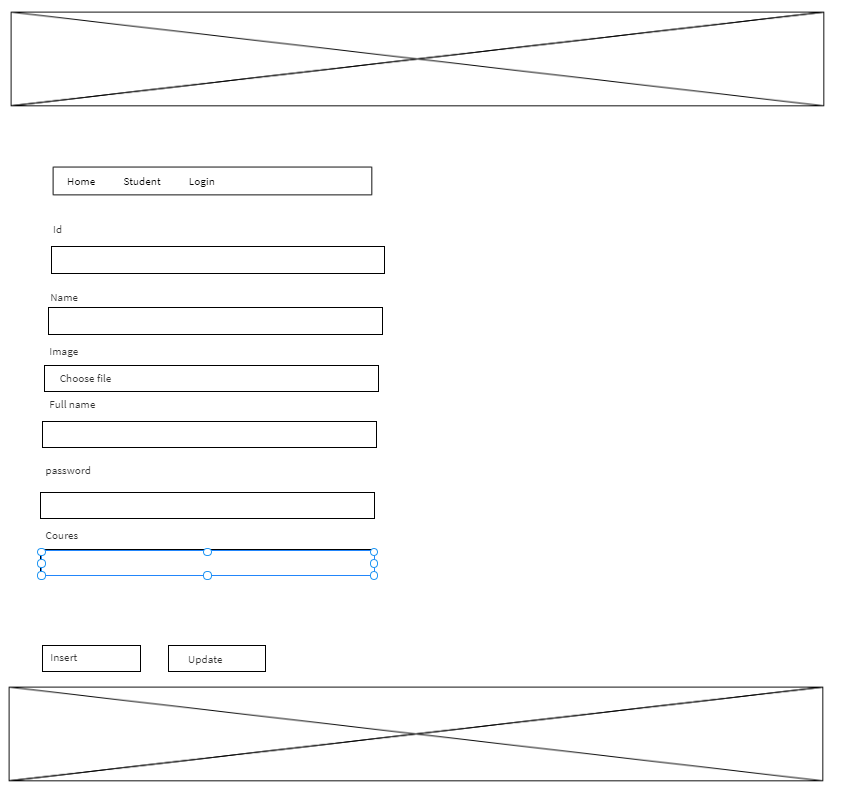 Home Student Login
Id
Name
Image
Choose file
Full name
password
Coures
Insert Update